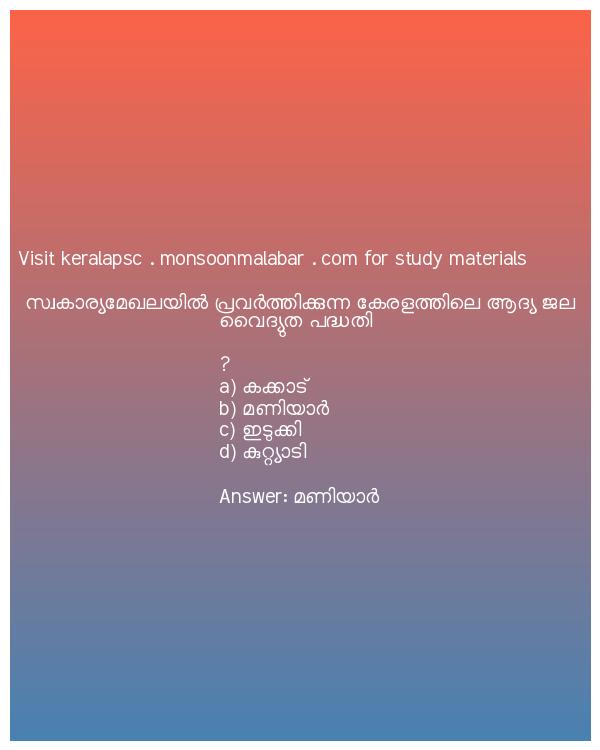 Visit keralapsc . monsoonmalabar . com for study materials
സ്വകാര്യമേഖലയിൽ പ്രവർത്തിക്കുന്ന കേരളത്തിലെ ആദ്യ ജല
വൈദ്യുത പദ്ധതി
?
a) കക്കാട്
b) മണിയാർ
c) ഇടുക്കി
d) കുറ്റ്യാടി
Answer: മണിയാർ